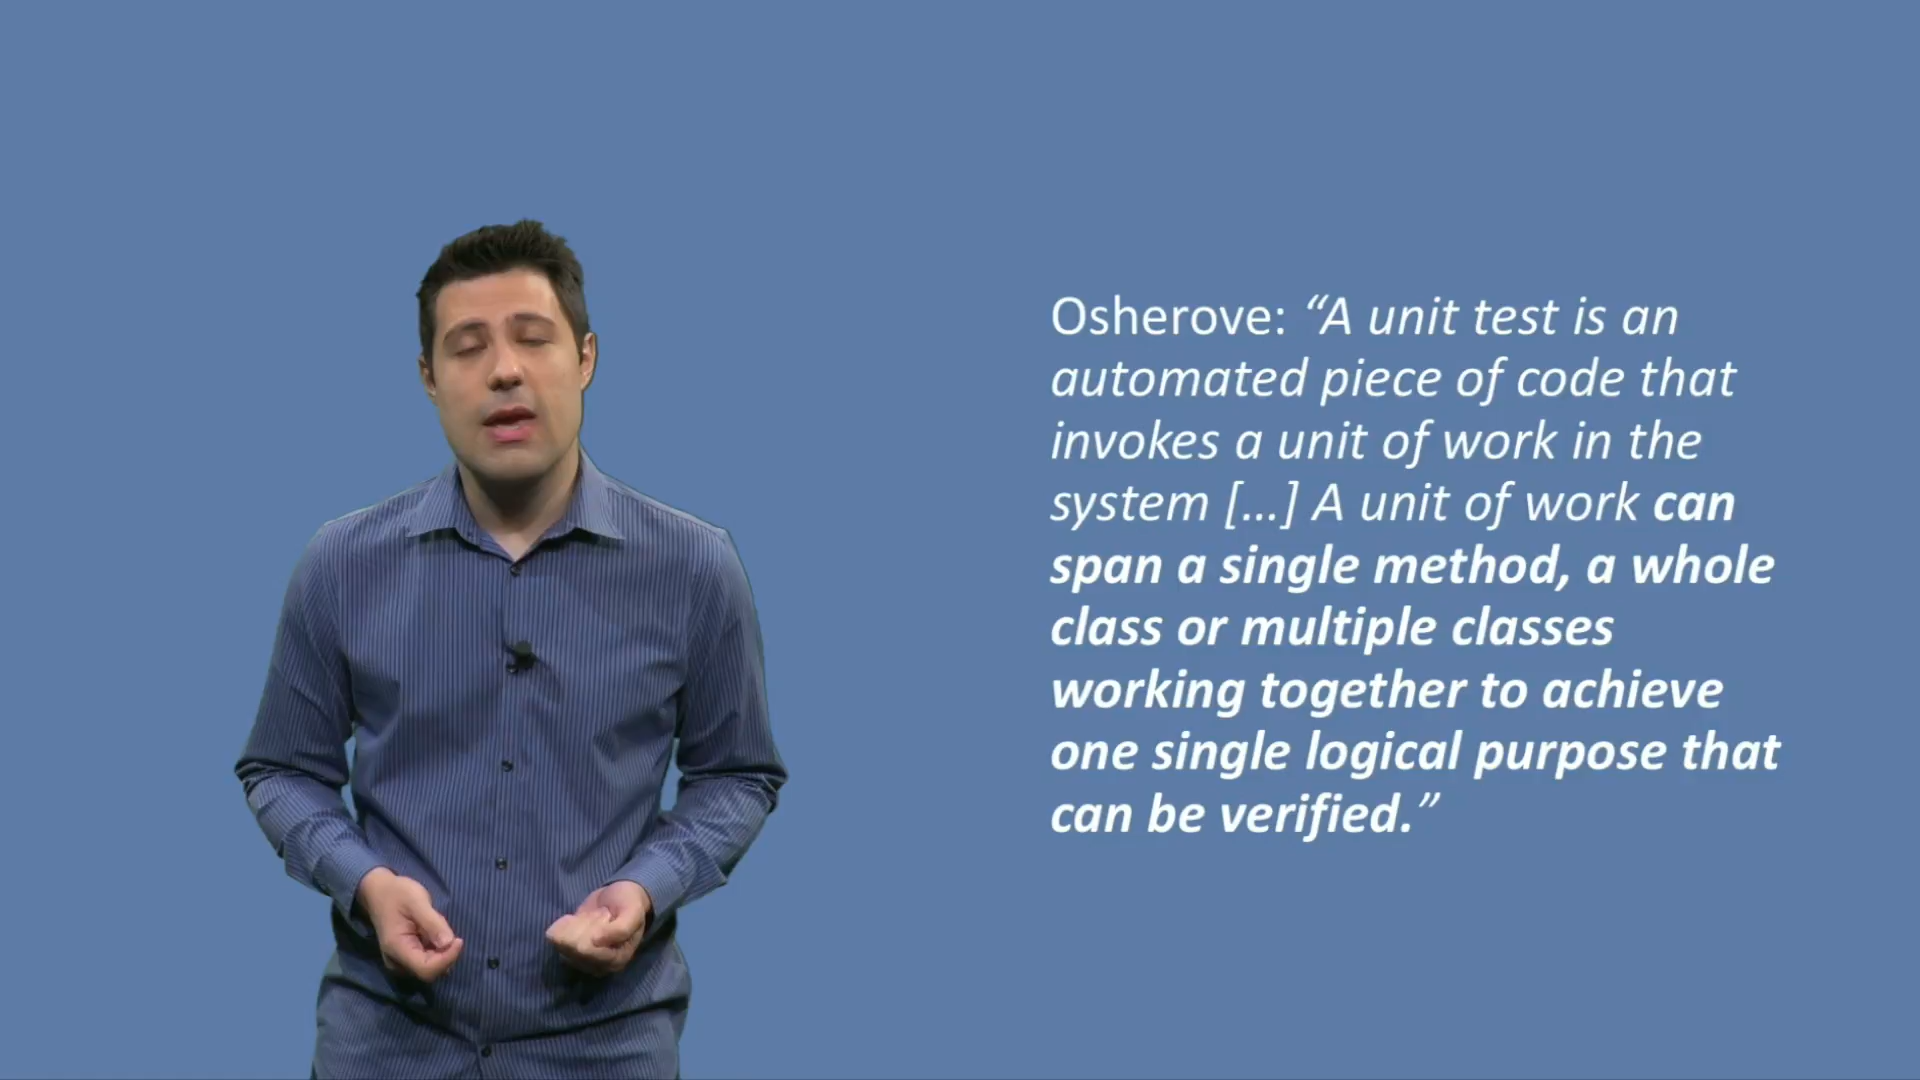 Osherove: “A unit test is an
automated piece of code that
invokes a unit of work in the
system […] A unit of work can
span a single method, a whole
class or multiple classes
working together to achieve
one single logical purpose that
can be verified.”